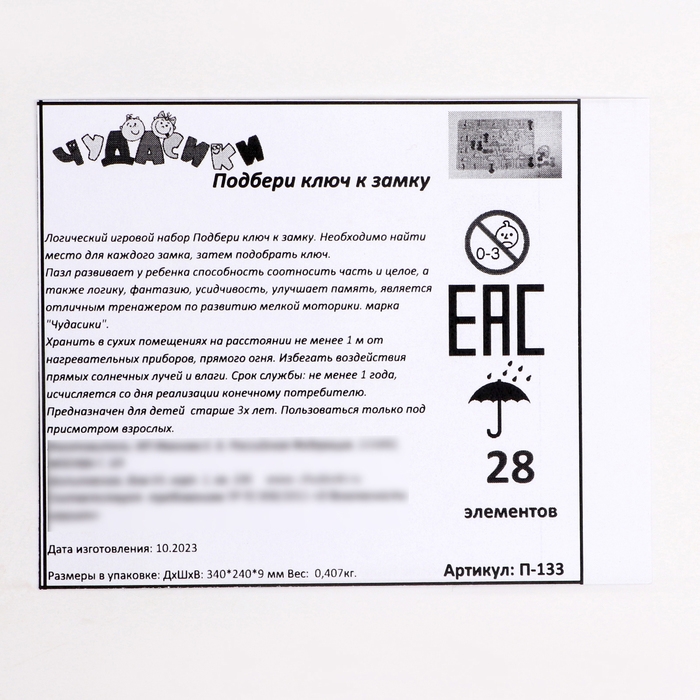 ЧУДАСИКИ
Подбери ключ к замку
Логический игровой набор Подбери ключ к замку. Необходимо найти
место для каждого замка, затем подобрать ключ.
Пазл развивает у ребенка способность соотносить часть и целое, а
также логику, фантазию, усидчивость, улучшает память, является
отличным тренажером по развитию мелкой моторики. марка
"Чудасики".
Хранить в сухих помещениях на расстоянии не менее 1 м от
нагревательных приборов, прямого огня. Избегать воздействия
прямых солнечных лучей и влаги. Срок службы: не менее 1 года,
исчисляется со дня реализации конечному потребителю.
Предназначен для детей старше 3х лет. Пользоваться только под
присмотром взрослых.
Дата изготовления: 10.2023
Размеры в упаковке: ДхШхВ: 340*240*9 мм Вес: 0,407кг.
0-3
EAC
28
элементов
Артикул: П-133